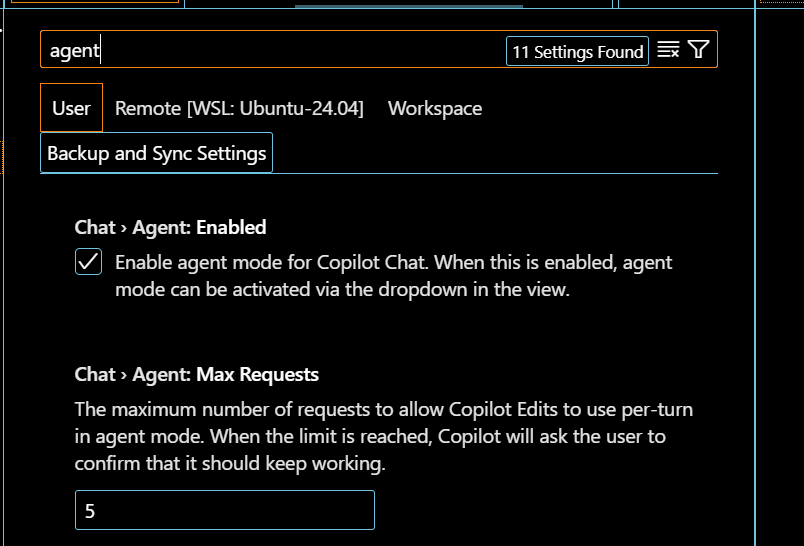 agent
11 Settings Found
User Remote [WSL: Ubuntu-24.04] Workspace
Backup and Sync Settings
Chat › Agent: Enabled
Enable agent mode for Copilot Chat. When this is enabled, agent
mode can be activated via the dropdown in the view.
Chat › Agent: Max Requests
The maximum number of requests to allow Copilot Edits to use per-turn
in agent mode. When the limit is reached, Copilot will ask the user to
confirm that it should keep working.
5